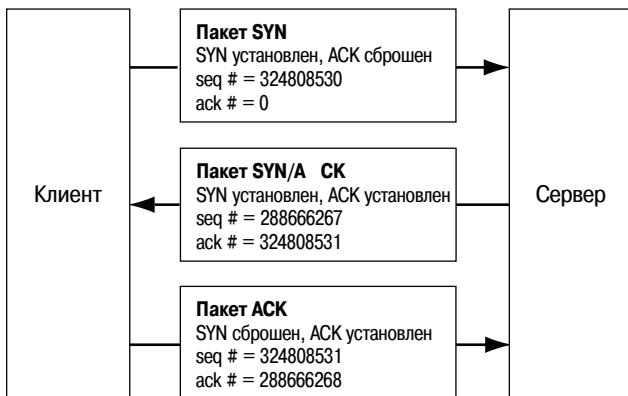 Пакет SYN
SYN установлен, ACK сброшен
seq # = 324808530
ack # = 0
Клиент
Пакет SYN/A CK
SYN установлен, ACK установлен
seq # = 288666267
ack # = 324808531
Сервер
Пакет ACK
SYN сброшен, ACK установлен
seq # = 324808531
ack # = 288666268